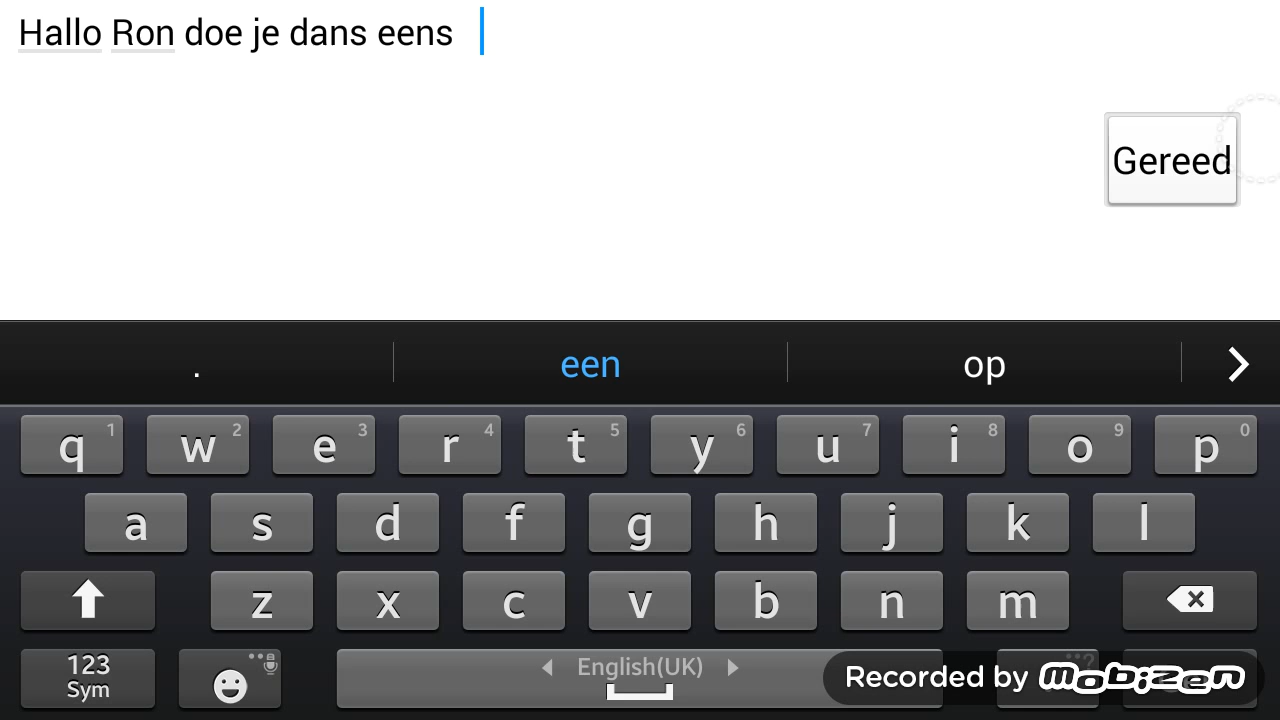 Hallo Ron doe je dans eens
Gereed
. een op
q 1 w 2 e 3 r 4 t 5 y 6 u 7 i 8 o 9 p 0
a s d f g h j k l
z x c v b n m
123 Sym English(UK) Recorded by mobizen